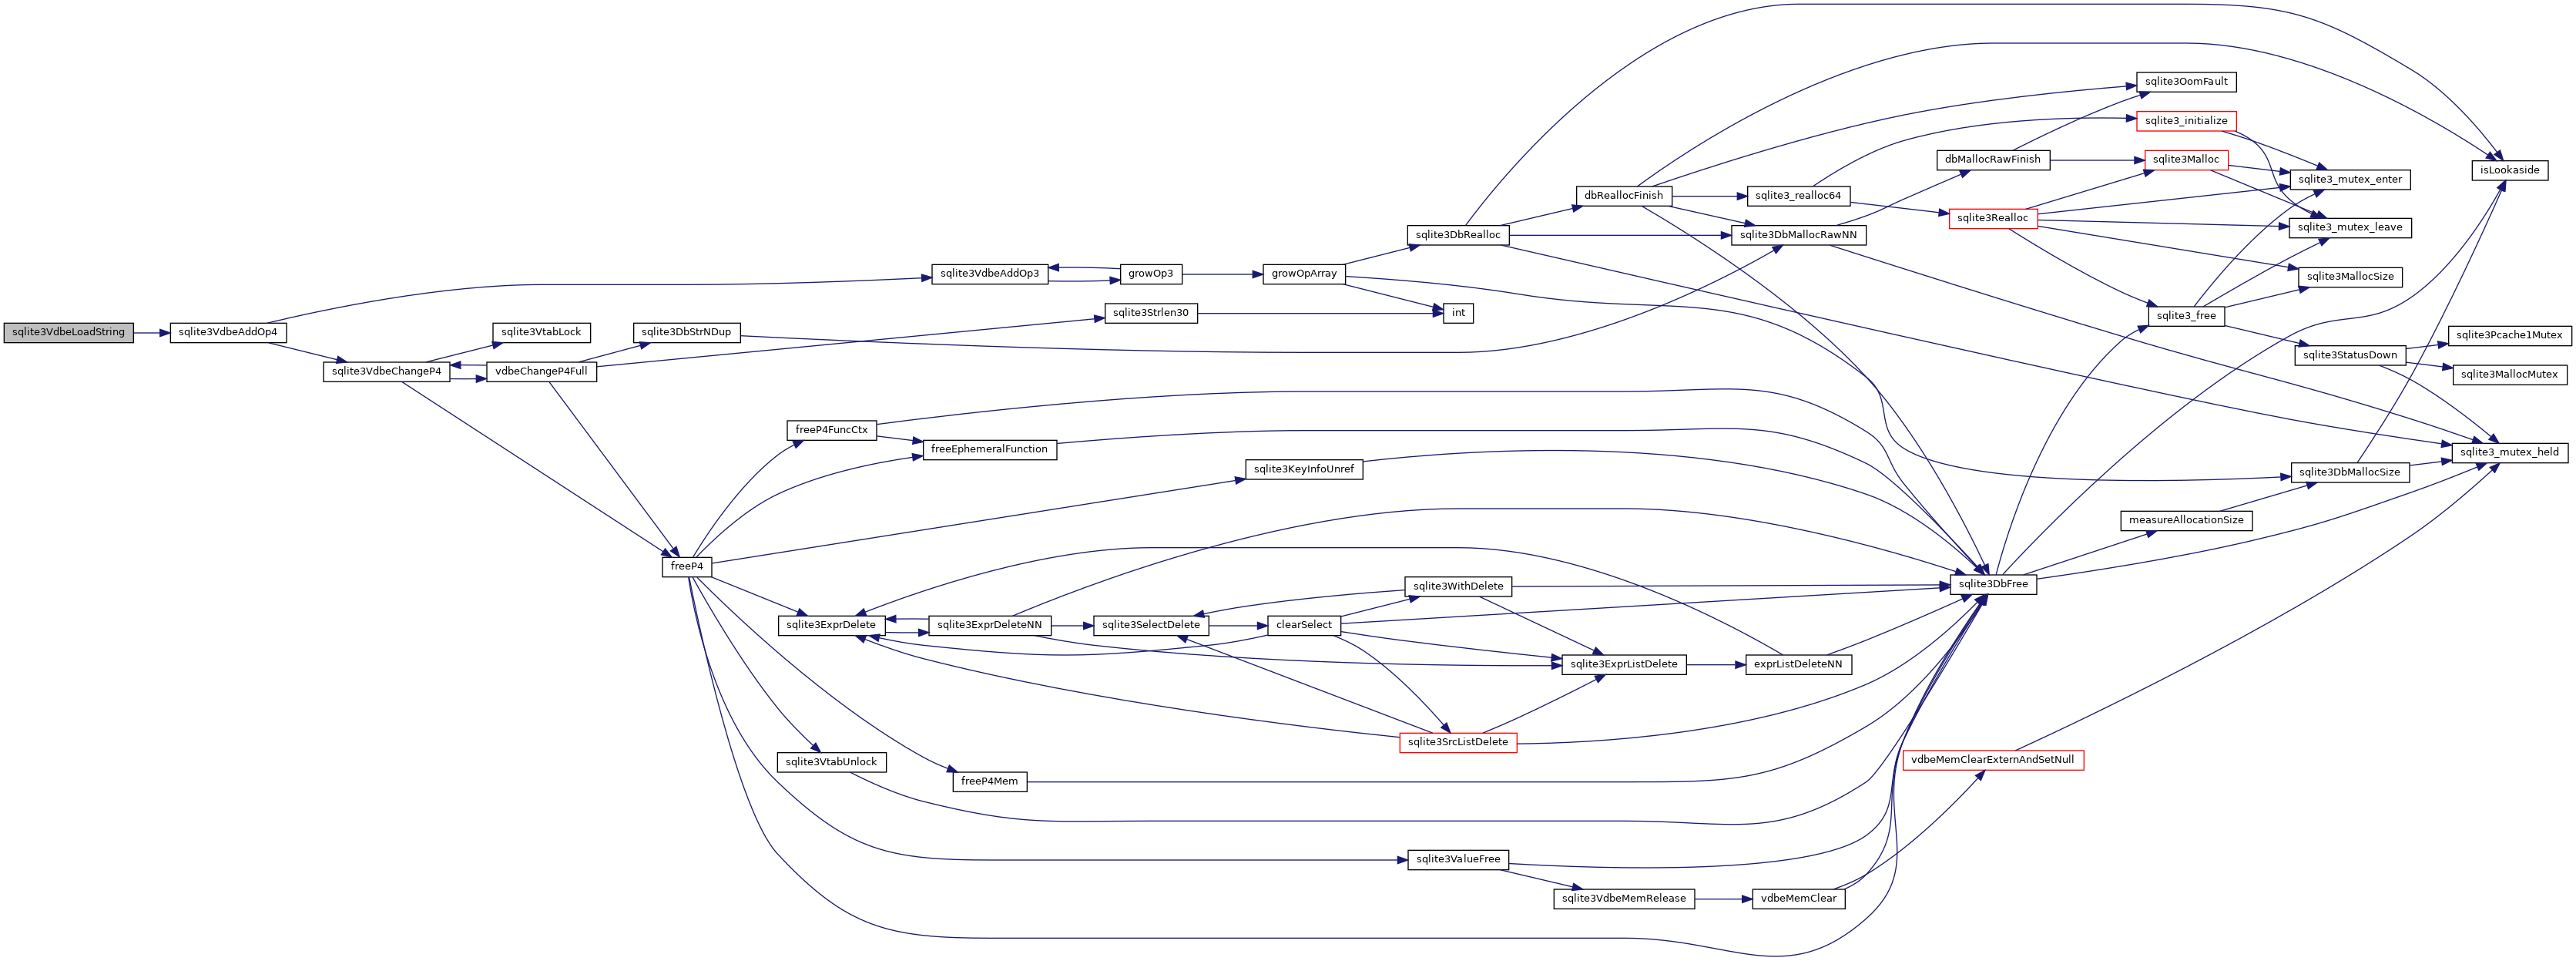 sqlite3VdbeLoadString
sqlite3VdbeAddOp4
sqlite3VdbeAddOp3
growOp3
growOpArray
sqlite3DbRealloc
dbReallocFinish
sqlite3_realloc64
sqlite3DbMallocRawNN
dbMallocRawFinish
sqlite3Realloc
sqlite3OomFault
sqlite3_initialize
sqlite3Malloc
sqlite3_mutex_enter
sqlite3_mutex_leave
sqlite3MallocSize
sqlite3_free
sqlite3StatusDown
sqlite3Pcache1Mutex
sqlite3MallocMutex
isLookaside
int
sqlite3Strlen30
sqlite3VtabLock
sqlite3DbStrNDup
sqlite3VdbeChangeP4
vdbeChangeP4Full
freeP4FuncCtx
freeEphemeralFunction
sqlite3KeyInfoUnref
sqlite3_mutex_held
sqlite3DbMallocSize
measureAllocationSize
freeP4
sqlite3DbFree
sqlite3WithDelete
sqlite3ExprDelete
sqlite3ExprDeleteNN
sqlite3SelectDelete
clearSelect
sqlite3ExprListDelete
exprListDeleteNN
sqlite3SrcListDelete
sqlite3VtabUnlock
freeP4Mem
vdbeMemClearExternAndSetNull
sqlite3ValueFree
sqlite3VdbeMemRelease
vdbeMemClear